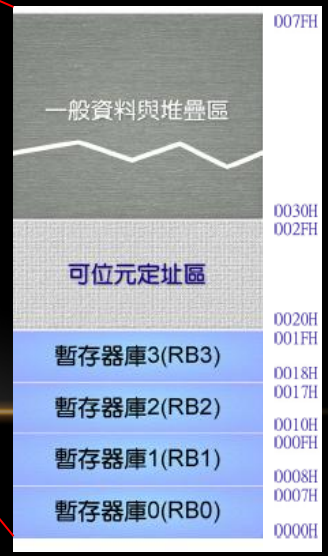 007FH
一般資料與堆疊區
0030H
002FH
可位元定址區
0020H
001FH
暫存器庫3(RB3)
0018H
0017H
暫存器庫2(RB2)
0010H
000FH
暫存器庫1(RB1)
0008H
0007H
暫存器庫0(RB0)
0000H